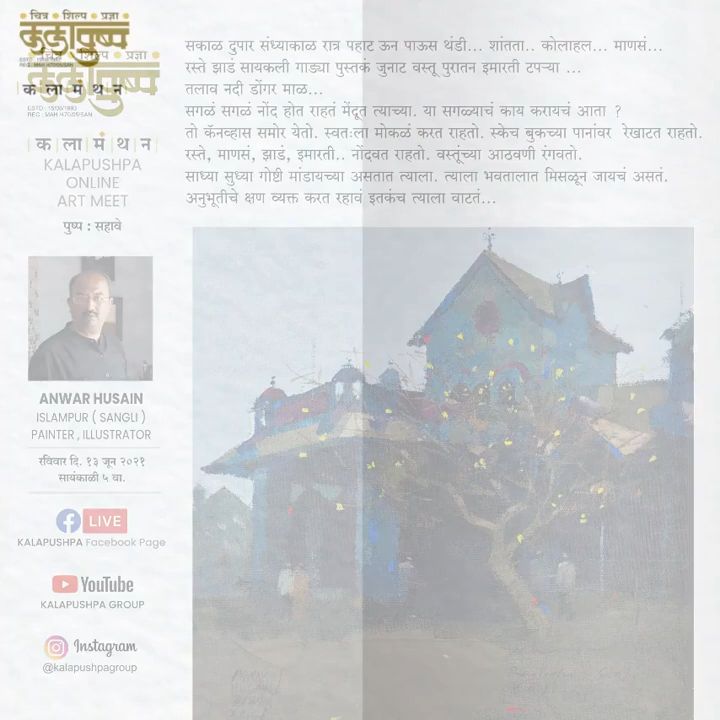 चित्र • शिल्प • प्रज्ञा
कलापुष्प
क ला मं थ न
ESTD : 15/06/1980
| क | ला | मं | थ | न |
KALAPUSHPA
ONLINE
ART MEET
पुष्प : सहावे
ANWAR HUSAIN
ISLAMPUR ( SANGLI )
PAINTER , ILLUSTRATOR
रविवार दि. १३ जून २०२१
सायंकाळी ५ वा.
LIVE
KALAPUSHPA Facebook Page
YouTube
KALAPUSHPA GROUP
Instagram
@kalapushpagroup
सकाळ दुपार संध्याकाळ रात्र पहाट ऊन पाऊस थंडी... शांतता.. कोलाहल... माणसं...
रस्ते झाडं सायकली गाड्या पुस्तकं जुनाट वस्तू पुरातन इमारती टपऱ्या ...
तलाव नदी डोंगर माळ...
सगळं सगळं नोंद होत राहतं मेंदूत त्याच्या. या सगळ्याचं काय करायचं आता ?
तो कॅनव्हास समोर येतो. स्वतःला मोकळं करत राहतो. स्केच बुकच्या पानांवर रेखाटत राहतो.
रस्ते, माणसं, झाडं, इमारती.. नोंदवत राहतो. वस्तूंच्या आठवणी रंगवतो.
साध्या सुध्या गोष्टी मांडायच्या असतात त्याला. त्याला भवतालात मिसळून जायचं असतं.
अनुभूतीचे क्षण व्यक्त करत रहावं इतकंच त्याला वाटतं...